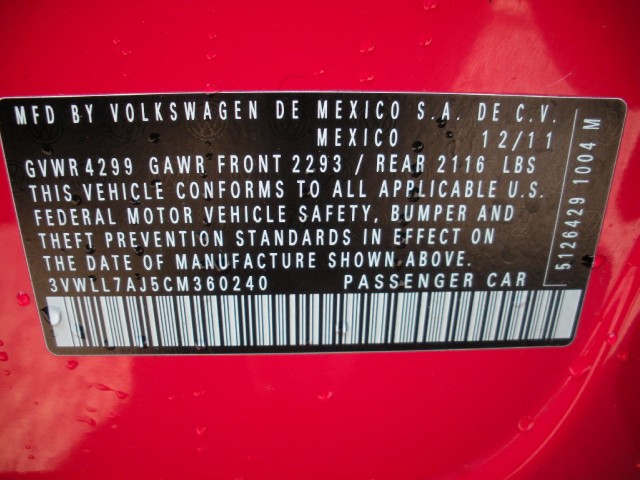 MFD BY VOLKSWAGEN DE MEXICO S.A. DE C.V.
MEXICO 12/11
GVWR 4299 GAWR FRONT 2293 / REAR 2116 LBS
THIS VEHICLE CONFORMS TO ALL APPLICABLE U.S.
FEDERAL MOTOR VEHICLE SAFETY, BUMPER AND
THEFT PREVENTION STANDARDS IN EFFECT ON
THE DATE OF MANUFACTURE SHOWN ABOVE.
3VWLL7AJ5CM360240 PASSENGER CAR
5126429 1004 M